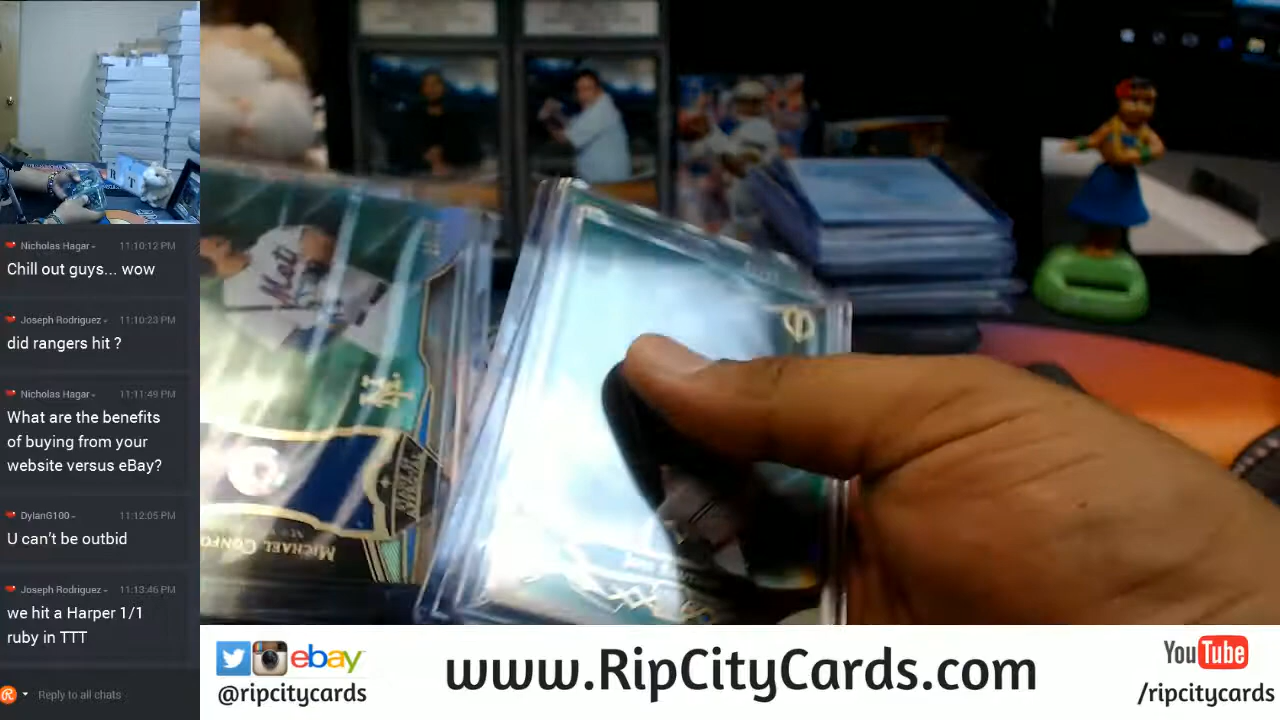 Nicholas Hagar- 11:10:12 PM
Chill out guys... wow
Joseph Rodriguez- 11:10:23 PM
did rangers hit ?
Nicholas Hagar- 11:11:49 PM
What are the benefits
of buying from your
website versus eBay?
DylanG100- 11:12:05 PM
U can't be outbid
Joseph Rodriguez- 11:13:46 PM
we hit a Harper 1/1
ruby in TTT
Reply to all chats
Mets
MICHAEL CONFO
ebay
@ripcitycards
www.RipCityCards.com
YouTube
/ripcitycards